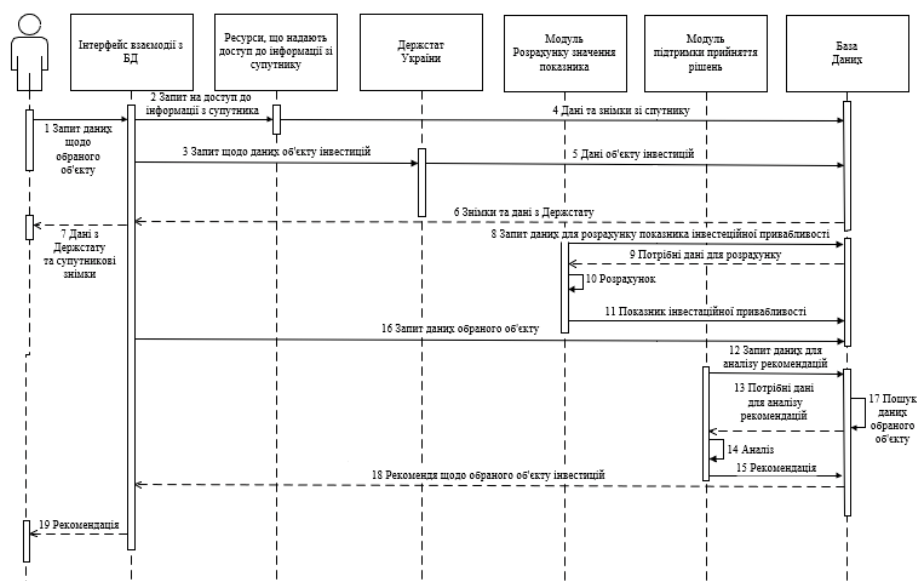 Інтерфейс взаємодії з
БД
Ресурси, що надають
доступ до інформації зі
супутнику
Держстат
України
Модуль
Розрахунку значення
показника
Модуль
підтримки прийняття
рішень
База
Даних
2 Запит на доступ до
інформації з супутника
4 Дані та знімки зі спутнику
1 Запит даних
щодо
обраного
об'єкту
3 Запит щодо даних об'єкту інвестицій
5 Дані об'єкту інвестицій
6 Знімки та дані з Держстату
7 Дані з
Держстату
та супутникові
знімки
8 Запит даних для розрахунку показника інвестеційної привабливості
9 Потрібні дані для розрахунку
10 Розрахунок
11 Показник інвестаційної привабливості
16 Запит даних обраного об'єкту
12 Запит даних для
аналізу рекомендацій
13 Потрібні дані
для аналізу
рекомендацій
17 Пошук
даних
обраного
об'єкту
14 Аналіз
15 Рекомендація
18 Рекомендя щодо обраного об'єкту інвестицій
19 Рекомендація